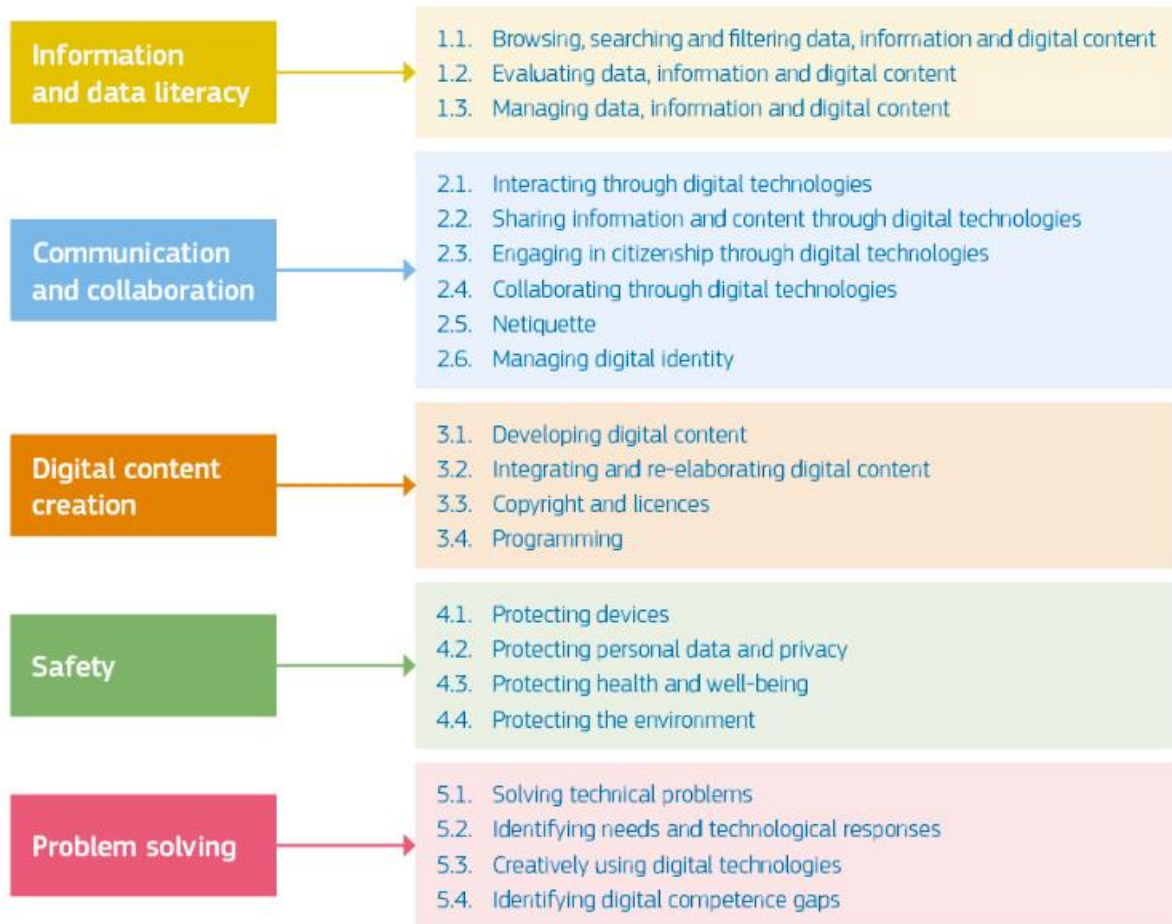 Information
and data literacy
1.1. Browsing, searching and filtering data, information and digital content
1.2. Evaluating data, information and digital content
1.3. Managing data, information and digital content
Communication
and collaboration
2.1. Interacting through digital technologies
2.2. Sharing information and content through digital technologies
2.3. Engaging in citizenship through digital technologies
2.4. Collaborating through digital technologies
2.5. Netiquette
2.6. Managing digital identity
Digital content
creation
3.1. Developing digital content
3.2. Integrating and re-elaborating digital content
3.3. Copyright and licences
3.4. Programming
Safety
4.1. Protecting devices
4.2. Protecting personal data and privacy
4.3. Protecting health and well-being
4.4. Protecting the environment
Problem solving
5.1. Solving technical problems
5.2. Identifying needs and technological responses
5.3. Creatively using digital technologies
5.4. Identifying digital competence gaps